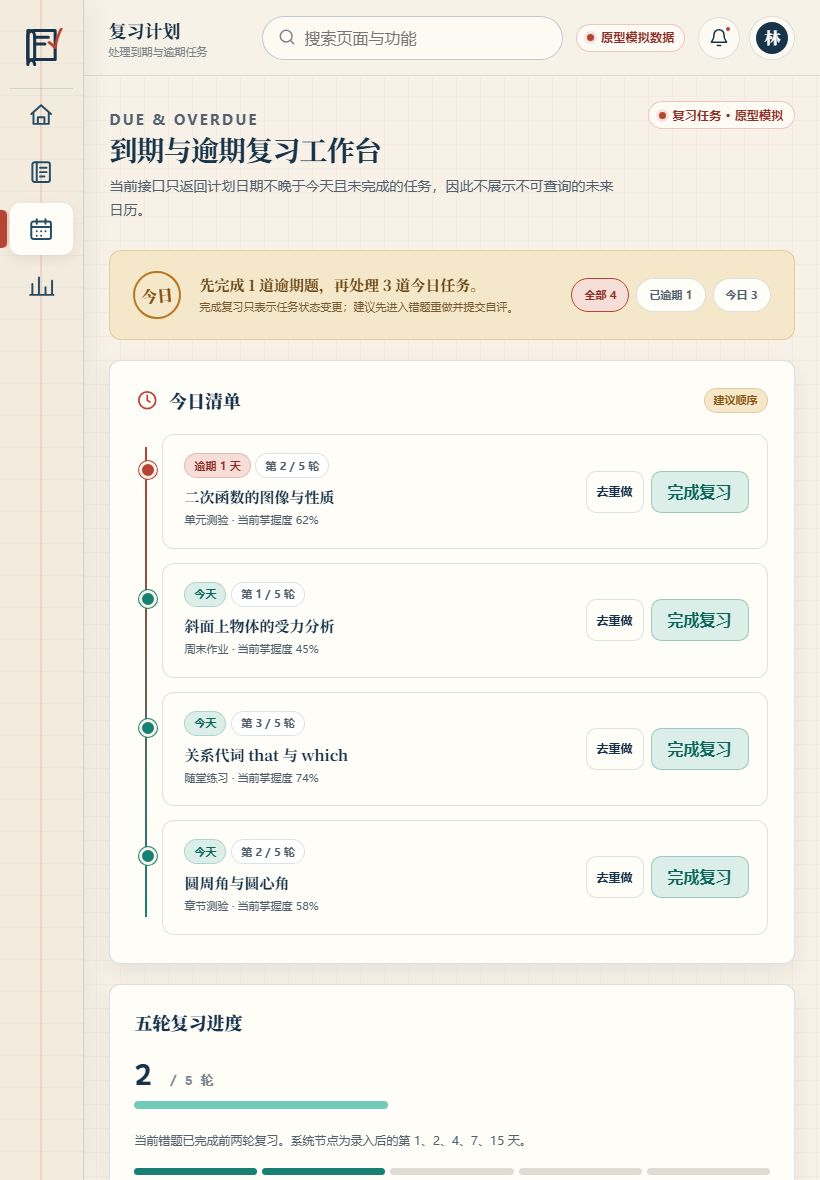 复习计划
处理到期与逾期任务
搜索页面与功能
原型模拟数据
林
DUE & OVERDUE
复习任务·原型模拟
到期与逾期复习工作台
当前接口只返回计划日期不晚于今天且未完成的任务，因此不展示不可查询的未来
日历。
今日
先完成 1 道逾期题，再处理 3 道今日任务。
完成复习只表示任务状态变更；建议先进入错题重做并提交自评。
全部 4
已逾期 1
今日 3
今日清单
建议顺序
逾期 1 天
第 2 / 5 轮
二次函数的图像与性质
单元测验 · 当前掌握度 62%
去重做
完成复习
今天
第 1 / 5 轮
斜面上物体的受力分析
周末作业 · 当前掌握度 45%
去重做
完成复习
今天
第 3 / 5 轮
关系代词 that 与 which
随堂练习 · 当前掌握度 74%
去重做
完成复习
今天
第 2 / 5 轮
圆周角与圆心角
章节测验 · 当前掌握度 58%
去重做
完成复习
五轮复习进度
2 / 5 轮
当前错题已完成前两轮复习。系统节点为录入后的第 1、2、4、7、15 天。